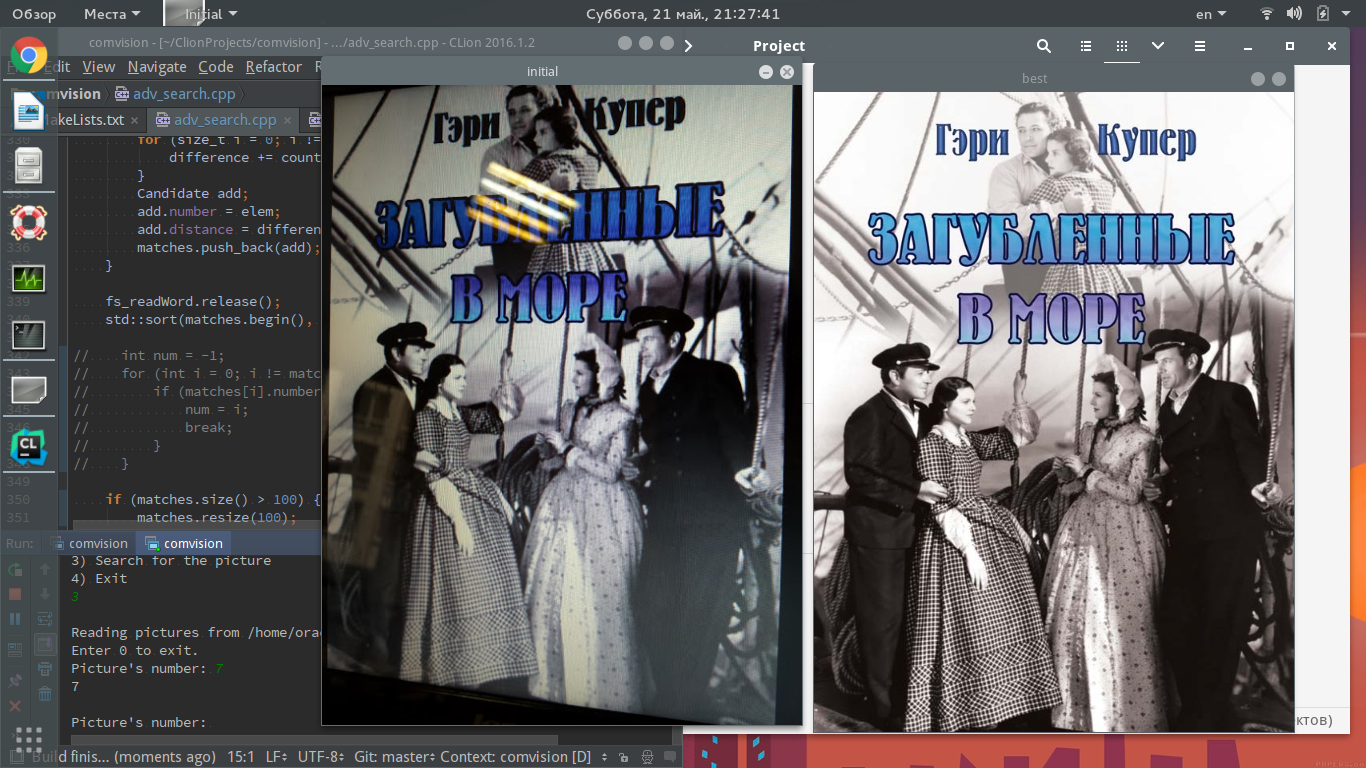 Обзор Места Initial Суббота, 21 май., 21:27:41 en
comvision - [~/ClionProjects/comvision] - .../adv_search.cpp - CLion 2016.1.2
Project
Edit View Navigate Code Refactor
adv_search.cpp
adv_search.cpp
for (size_t i = 0; i !=
difference += count
}
Candidate add;
add.number = elem;
add.distance = differen
matches.push_back(add);
}
fs_readWord.release();
std::sort(matches.begin(),
// int num = -1;
// for (int i = 0; i != matc
// if (matches[i].number
// num = i;
// break;
// }
// }
349
350 if (matches.size() > 100) {
351 matches.resize(100);
Run: comvision comvision
3) Search for the picture
4) Exit
3
Reading pictures from /home/ora
Enter 0 to exit.
Picture's number: 7
7
Picture's number:
Build finis... (moments ago) 15:1 LF UTF-8 Git: master Context: comvision [D]
initial
Гэри Купер
ЗАГУБЛЕННЫЕ
В МОРЕ
best
Гэри Купер
ЗАГУБЛЕННЫЕ
В МОРЕ
ктов)